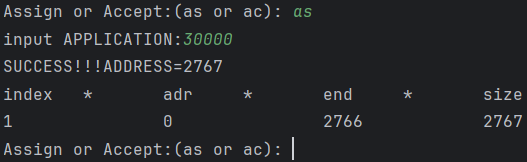 Assign or Accept:(as or ac): as
input APPLICATION:30000
SUCCESS!!!ADDRESS=2767
index * adr * end * size
1 0 2766 2767
Assign or Accept:(as or ac):